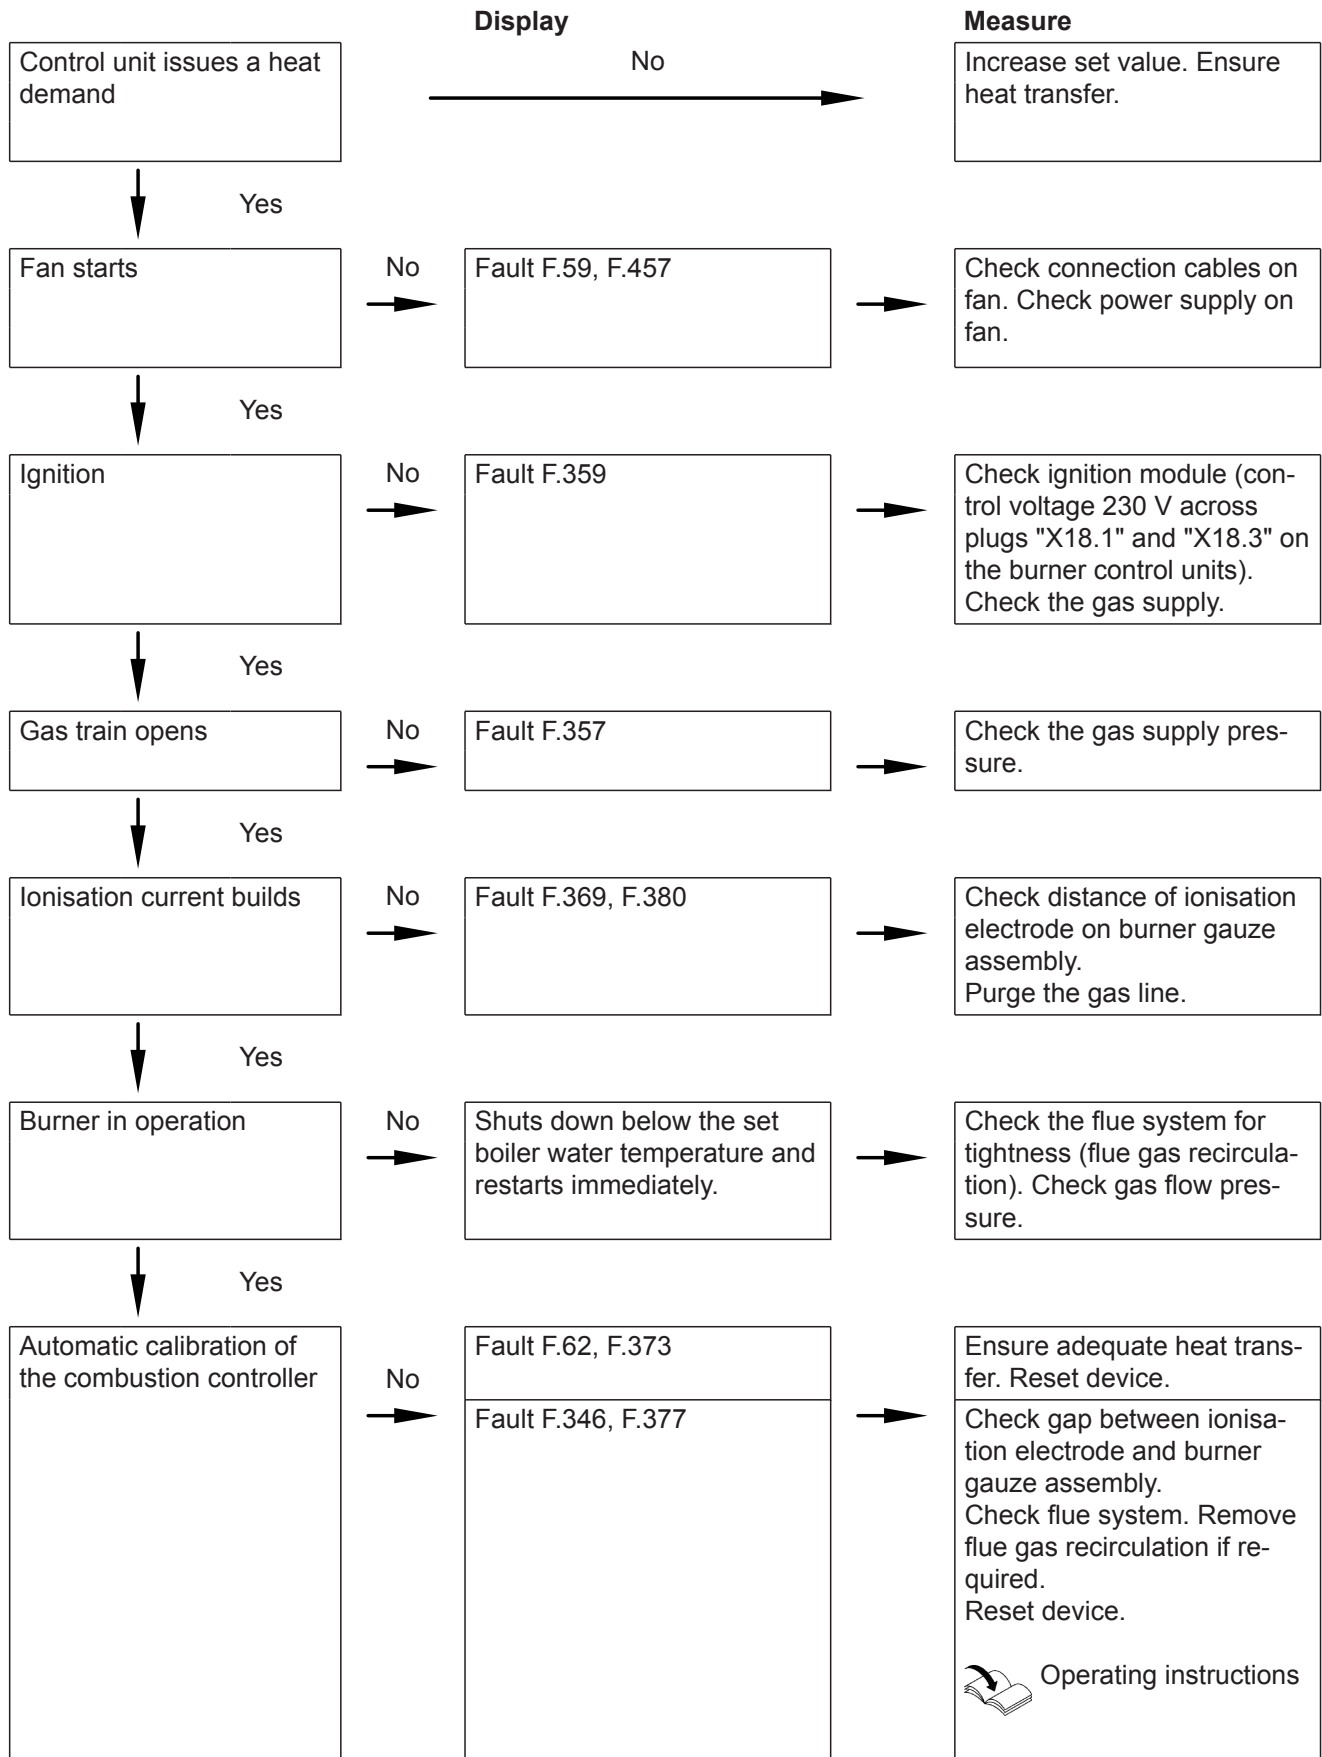 Display
Measure
Control unit issues a heat
demand
No
Increase set value. Ensure
heat transfer.
Yes
Fan starts
No
Fault F.59, F.457
Check connection cables on
fan. Check power supply on
fan.
Yes
Ignition
No
Fault F.359
Check ignition module (con-
trol voltage 230 V across
plugs "X18.1" and "X18.3" on
the burner control units).
Check the gas supply.
Yes
Gas train opens
No
Fault F.357
Check the gas supply pres-
sure.
Yes
Ionisation current builds
No
Fault F.369, F.380
Check distance of ionisation
electrode on burner gauze
assembly.
Purge the gas line.
Yes
Burner in operation
No
Shuts down below the set
boiler water temperature and
restarts immediately.
Check the flue system for
tightness (flue gas recircula-
tion). Check gas flow pres-
sure.
Yes
Automatic calibration of
the combustion controller
No
Fault F.62, F.373
Ensure adequate heat trans-
fer. Reset device.
Fault F.346, F.377
Check gap between ionisa-
tion electrode and burner
gauze assembly.
Check flue system. Remove
flue gas recirculation if re-
quired.
Reset device.
Operating instructions